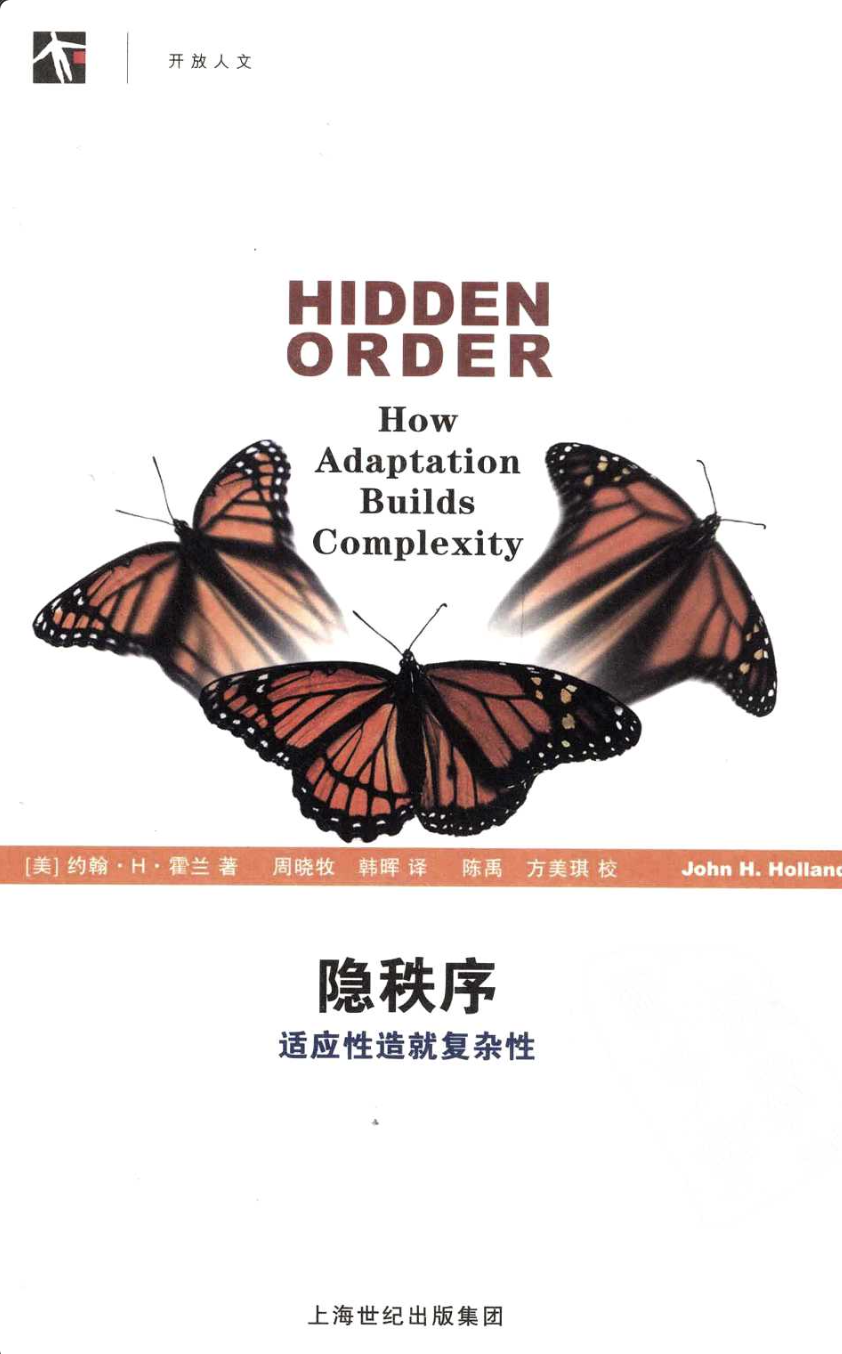 开放人文
HIDDEN
ORDER
How
Adaptation
Builds
Complexity
[美] 约翰·H·霍兰 著 周晓牧 韩晖 译 陈禹 方美琪 校 John H. Holland
隐秩序
适应性造就复杂性
上海世纪出版集团